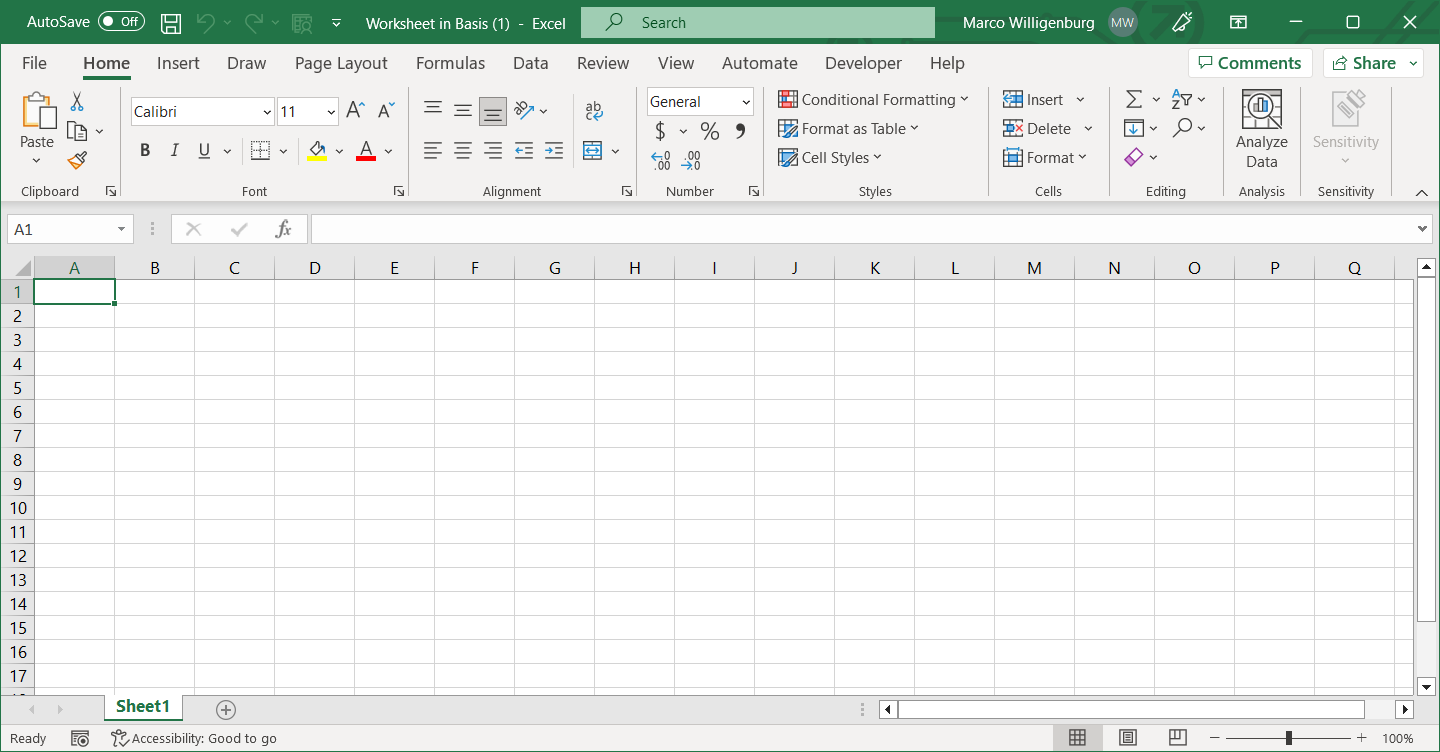 AutoSave Off Worksheet in Basis (1) - Excel Search Marco Willigenburg MW
File Home Insert Draw Page Layout Formulas Data Review View Automate Developer Help Comments Share
Paste
Clipboard
Calibri 11
B I U A
Font
ab
Alignment
General
$ % 9
Number
Conditional Formatting
Format as Table
Cell Styles
Styles
Insert
Delete
Format
Cells
Editing
Analyze
Data
Analysis
Sensitivity
Sensitivity
A1 fx
A B C D E F G H I J K L M N O P Q
1
2
3
4
5
6
7
8
9
10
11
12
13
14
15
16
17
Sheet1
Ready Accessibility: Good to go 100%